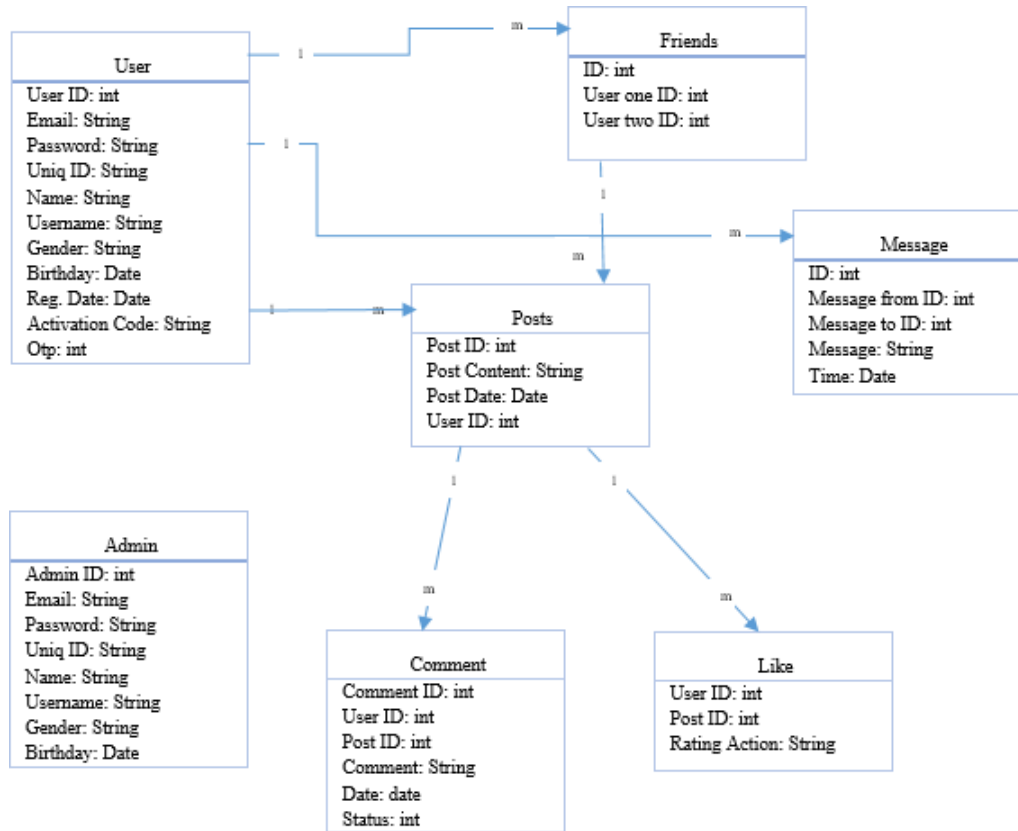 User
User ID: int
Email: String
Password: String
Uniq ID: String
Name: String
Username: String
Gender: String
Birthday: Date
Reg. Date: Date
Activation Code: String
Otp: int
1
m
Friends
ID: int
User one ID: int
User two ID: int
1
m
Message
ID: int
Message from ID: int
Message to ID: int
Message: String
Time: Date
1
m
1
m
Posts
Post ID: int
Post Content: String
Post Date: Date
User ID: int
1
m
1
m
Admin
Admin ID: int
Email: String
Password: String
Uniq ID: String
Name: String
Username: String
Gender: String
Birthday: Date
Comment
Comment ID: int
User ID: int
Post ID: int
Comment: String
Date: date
Status: int
Like
User ID: int
Post ID: int
Rating Action: String